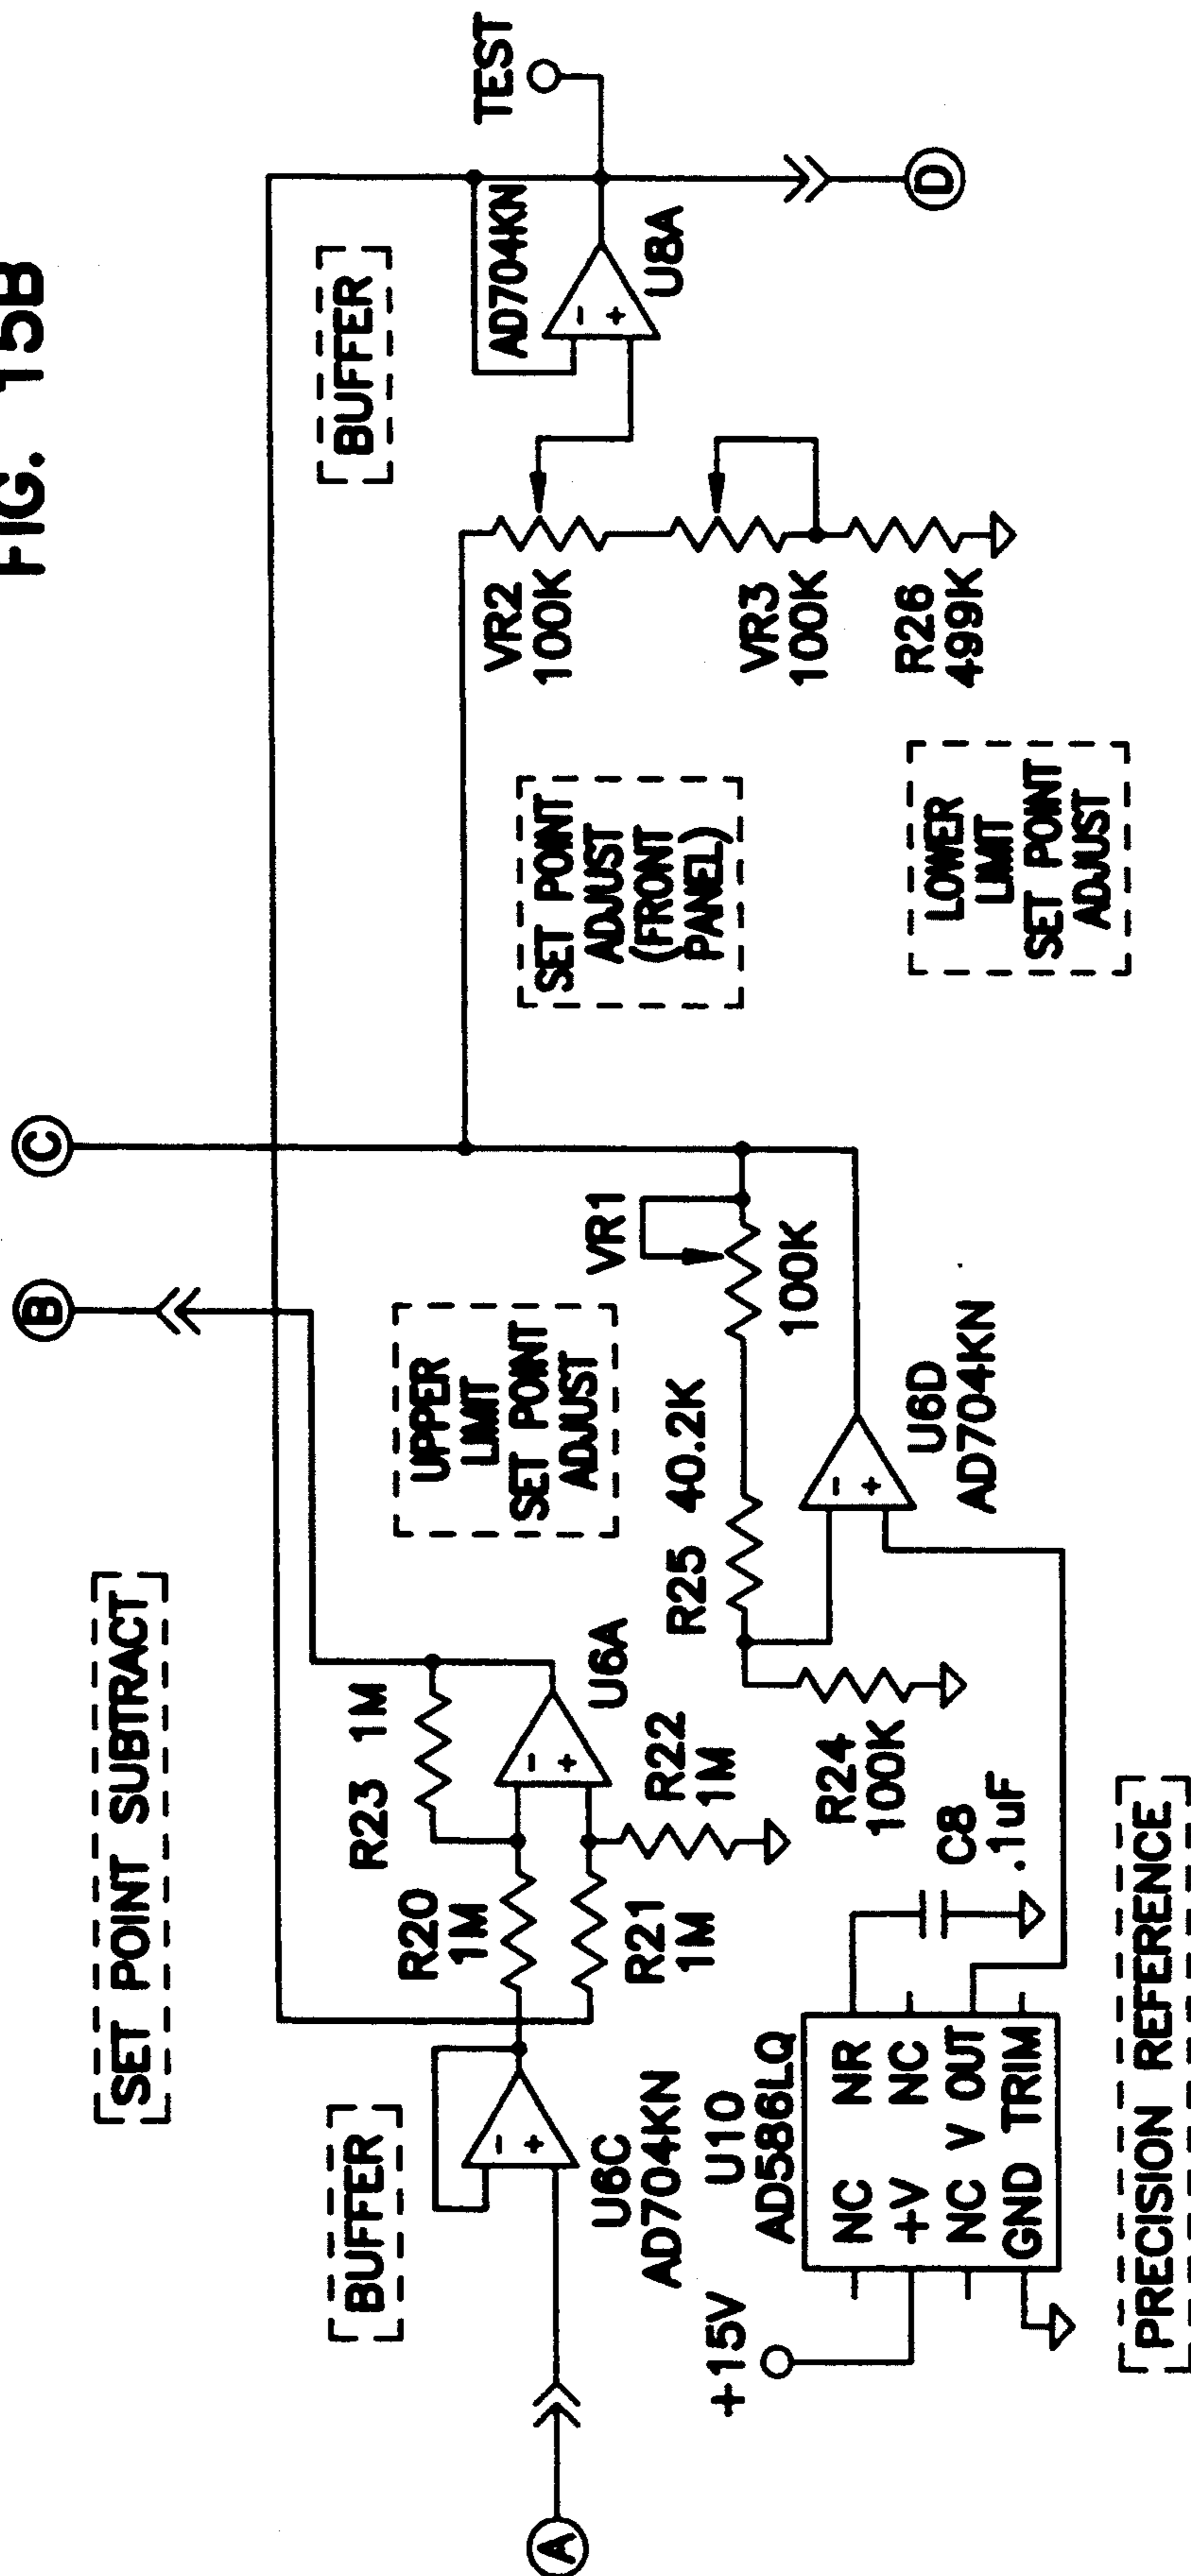 FIG. 15B
SET POINT SUBTRACT
B
C
BUFFER
R23 1M
R20
1M
U6A
R21
1M
R22
1M
U6C
AD704KN
A
UPPER
LIMIT
SET POINT
ADJUST
VR1
100K
R25 40.2K
R24
100K
U6D
AD704KN
BUFFER
AD704KN
U8A
TEST
D
SET POINT
ADJUST
(FRONT
PANEL)
VR2
100K
VR3
100K
R26
499K
LOWER
LIMIT
SET POINT
ADJUST
+15V
U10
AD586LQ
NC NR
+V NC
NC V OUT
GND TRIM
C8
.1uF
PRECISION REFERENCE
- +
- +
- +
- +